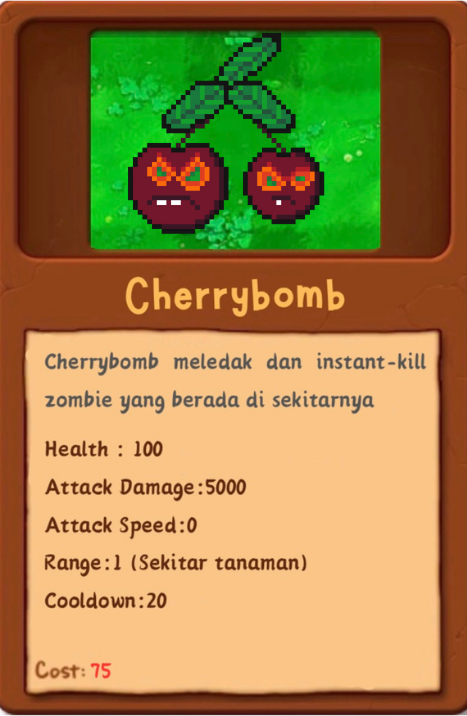 Cherrybomb
Cherrybomb meledak dan instant-kill
zombie yang berada di sekitarnya
Health : 100
Attack Damage:5000
Attack Speed:0
Range:1 (Sekitar tanaman)
Cooldown:20
Cost: 75